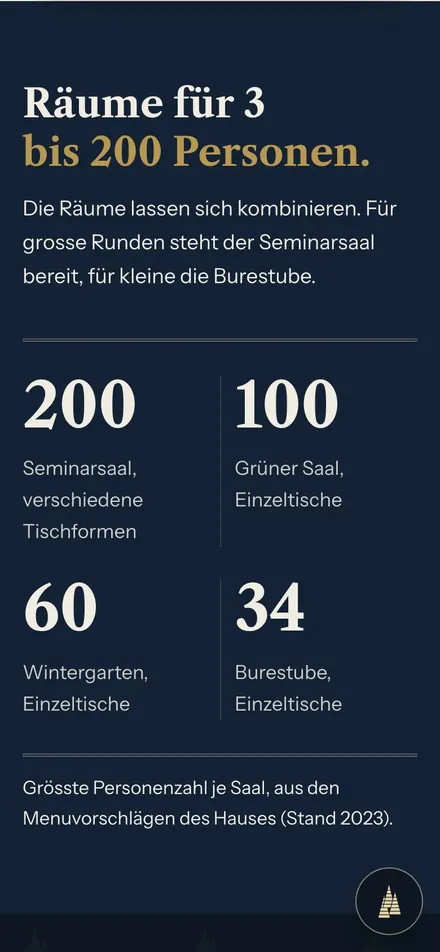 Räume für 3
bis 200 Personen.
Die Räume lassen sich kombinieren. Für
grosse Runden steht der Seminarsaal
bereit, für kleine die Burestube.
200
Seminarsaal,
verschiedene
Tischformen
100
Grüner Saal,
Einzeltische
60
Wintergarten,
Einzeltische
34
Burestube,
Einzeltische
Grösste Personenzahl je Saal, aus den
Menuvorschlägen des Hauses (Stand 2023).